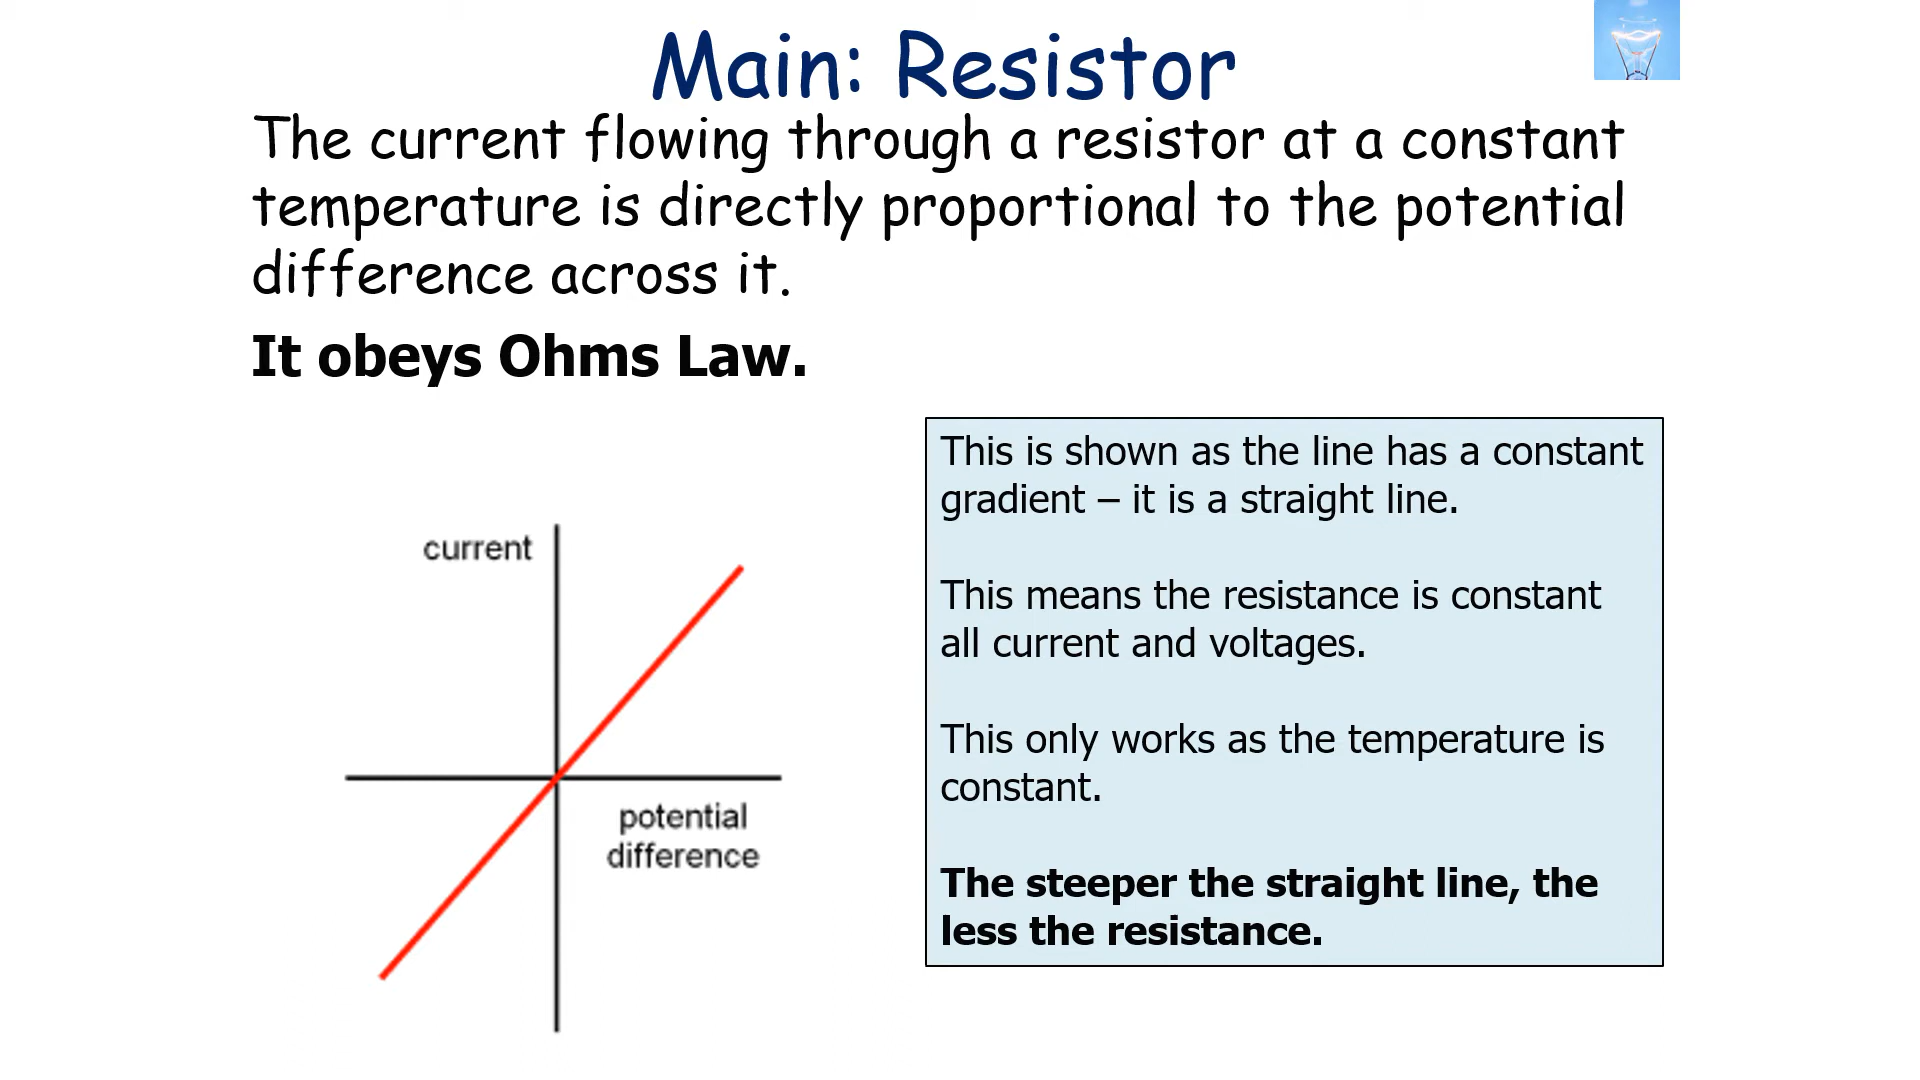 Main: Resistor
The current flowing through a resistor at a constant
temperature is directly proportional to the potential
difference across it.
It obeys Ohms Law.
This is shown as the line has a constant
gradient – it is a straight line.
This means the resistance is constant
all current and voltages.
This only works as the temperature is
constant.
The steeper the straight line, the
less the resistance.
current
potential
difference